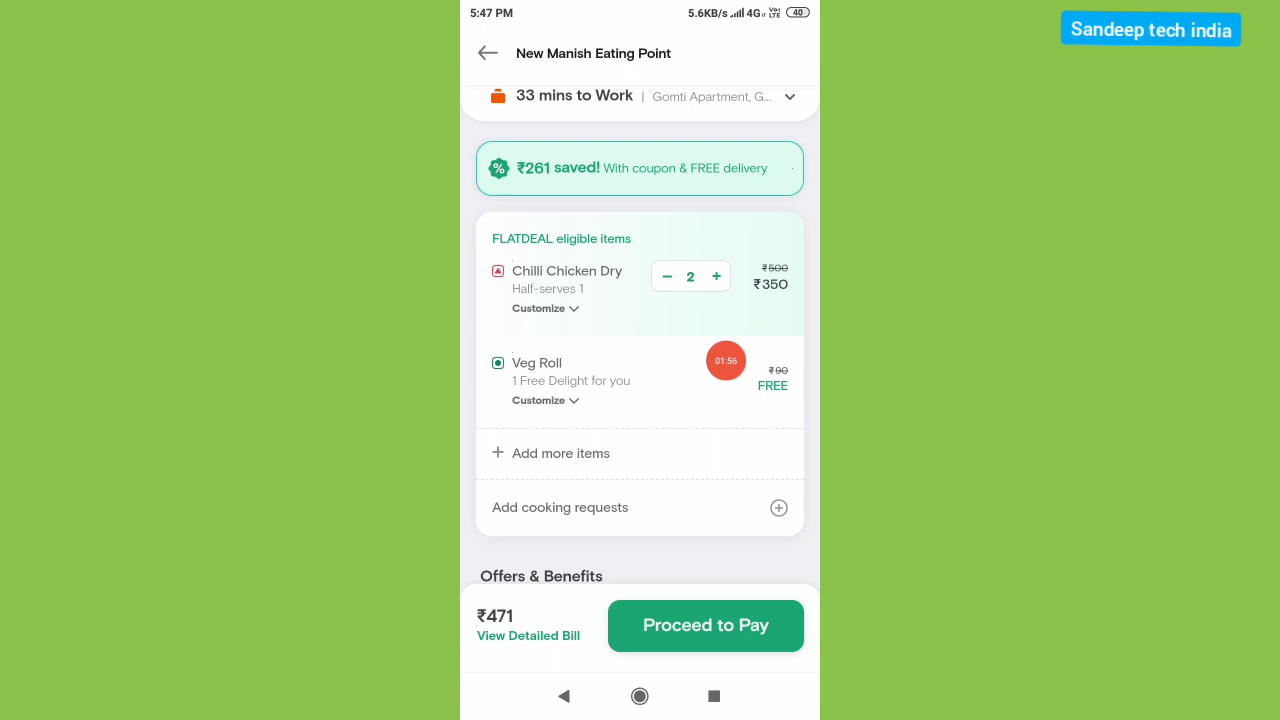 5:47 PM
5.6KB/s 4G Vo) LTE 40
Sandeep tech india
New Manish Eating Point
33 mins to Work | Gomti Apartment, G...
₹261 saved! With coupon & FREE delivery
FLATDEAL eligible items
Chilli Chicken Dry
Half-serves 1
Customize
− 2 +
₹500
₹350
Veg Roll
1 Free Delight for you
Customize
01:56
₹90
FREE
+ Add more items
Add cooking requests
Offers & Benefits
₹471
View Detailed Bill
Proceed to Pay